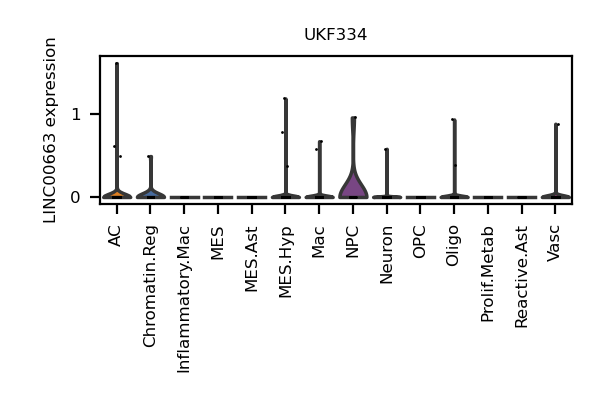 UKF334
LINC00663 expression
1
0
AC
Chromatin.Reg
Inflammatory.Mac
MES
MES.Ast
MES.Hyp
Mac
NPC
Neuron
OPC
Oligo
Prolif.Metab
Reactive.Ast
Vasc